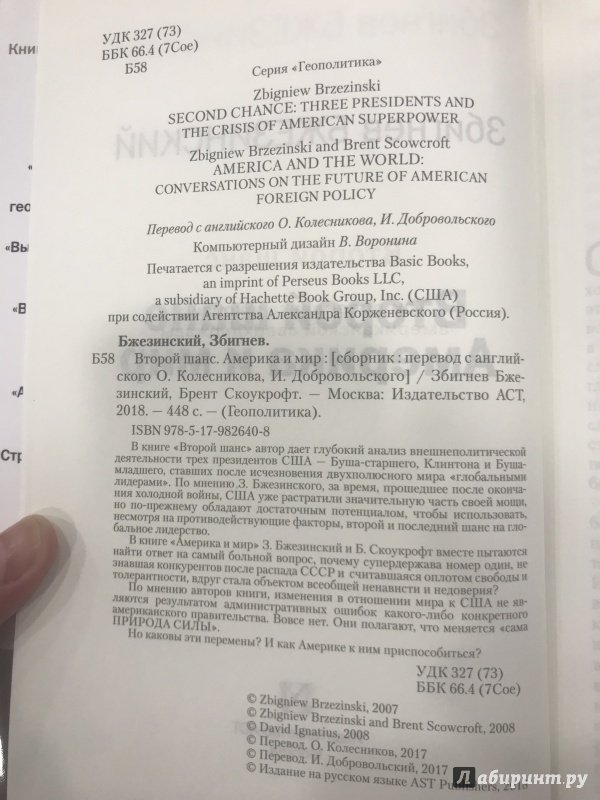 УДК 327 (73)
ББК 66.4 (7Сое)
Б58
Серия «Геополитика»
Zbigniew Brzezinski
SECOND CHANCE: THREE PRESIDENTS AND
THE CRISIS OF AMERICAN SUPERPOWER
Zbigniew Brzezinski and Brent Scowcroft
AMERICA AND THE WORLD:
CONVERSATIONS ON THE FUTURE OF AMERICAN
FOREIGN POLICY
Перевод с английского О. Колесникова, И. Добровольского
Компьютерный дизайн В. Воронина
Печатается с разрешения издательства Basic Books,
an imprint of Perseus Books LLC,
a subsidiary of Hachette Book Group, Inc. (США)
при содействии Агентства Александра Корженевского (Россия).
Бжезинский, Збигнев.
Б58 Второй шанс. Америка и мир : [сборник : перевод с англий-
ского О. Колесникова, И. Добровольского] / Збигнев Бже-
зинский, Брент Скоукрофт. — Москва: Издательство АСТ,
2018. — 448 с. — (Геополитика).
ISBN 978-5-17-982640-8
В книге «Второй шанс» автор дает глубокий анализ внешнеполитической
деятельности трех президентов США — Буша-старшего, Клинтона и Буша-
младшего, ставших после исчезновения двухполюсного мира «глобальными
лидерами». По мнению З. Бжезинского, за время, прошедшее после оконча-
ния холодной войны, США уже растратили значительную часть своей мощи,
но по-прежнему обладают достаточным потенциалом, чтобы использовать,
несмотря на противодействующие факторы, второй и последний шанс на гло-
бальное лидерство.
В книге «Америка и мир» З. Бжезинский и Б. Скоукрофт вместе пытаются
найти ответ на самый больной вопрос, почему супердержава номер один, не
знавшая конкурентов после распада СССР и считавшаяся оплотом свободы и
толерантности, вдруг стала объектом всеобщей ненависти и недоверия?
По мнению авторов книги, изменения в отношении мира к США не яв-
ляются результатом административных ошибок какого-либо конкретного
американского правительства. Вовсе нет. Они полагают, что меняется «сама
ПРИРОДА СИЛЫ».
Но каковы эти перемены? И как Америке к ним приспособиться?
УДК 327 (73)
ББК 66.4 (7Сое)
© Zbigniew Brzezinski, 2007
© Zbigniew Brzezinski and Brent Scowcroft, 2008
© David Ignatius, 2008
© Перевод. О. Колесников, 2017
© Перевод. И. Добровольский, 2017
© Издание на русском языке AST Publishers, 2018
Книг
гео
«Вы
«В
«А
Стр
Лабиринт.ру